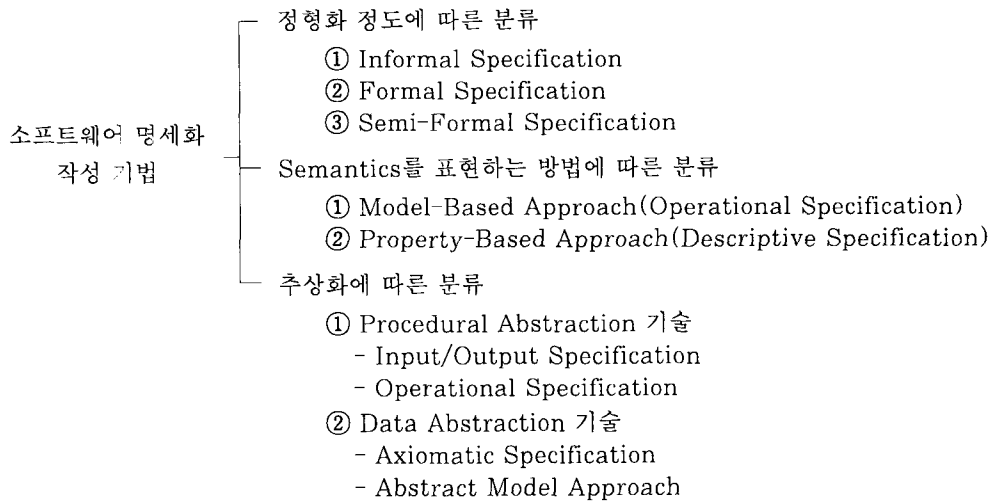 정형화 정도에 따른 분류
① Informal Specification
② Formal Specification
③ Semi-Formal Specification
소프트웨어 명세화
작성 기법
Semantics를 표현하는 방법에 따른 분류
① Model-Based Approach(Operational Specification)
② Property-Based Approach(Descriptive Specification)
추상화에 따른 분류
① Procedural Abstraction 기술
- Input/Output Specification
- Operational Specification
② Data Abstraction 기술
- Axiomatic Specification
- Abstract Model Approach